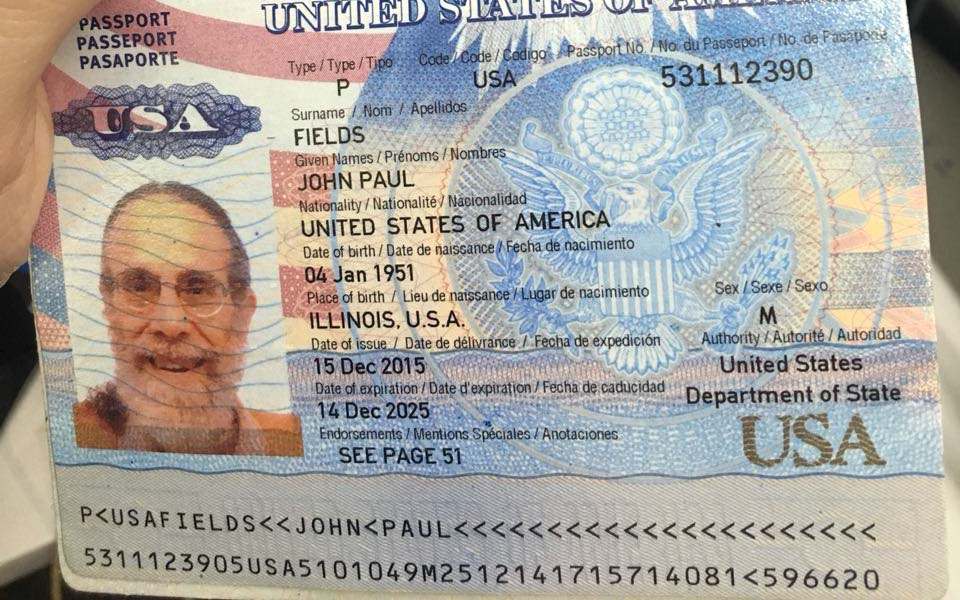 UNITED STATES OF
PASSPORT
PASSEPORT
PASAPORTE
USA
Type / Type / Tipo Code / Code / Codigo Passport No. / No. du Passeport / No. de Pasaporte
P USA 531112390
Surname / Nom / Apellidos
FIELDS
Given Names / Prénoms / Nombres
JOHN PAUL
Nationality / Nationalité / Nacionalidad
UNITED STATES OF AMERICA
Date of birth / Date de naissance / Fecha de nacimiento
04 Jan 1951
Place of birth / Lieu de naissance / Lugar de nacimiento
ILLINOIS, U.S.A.
Sex / Sexe / Sexo
M
Date of issue / Date de délivrance / Fecha de expedición
15 Dec 2015
Authority / Autorité / Autoridad
United States
Department of State
Date of expiration / Date d'expiration / Fecha de caducidad
14 Dec 2025
Endorsements / Mentions Spéciales / Anotaciones
SEE PAGE 51
USA
P<USAFIELDS<<JOHN<PAUL<<<<<<<<<<<<<<<<<<<<<<
5311123905USA5101049M2512141715714081<596620